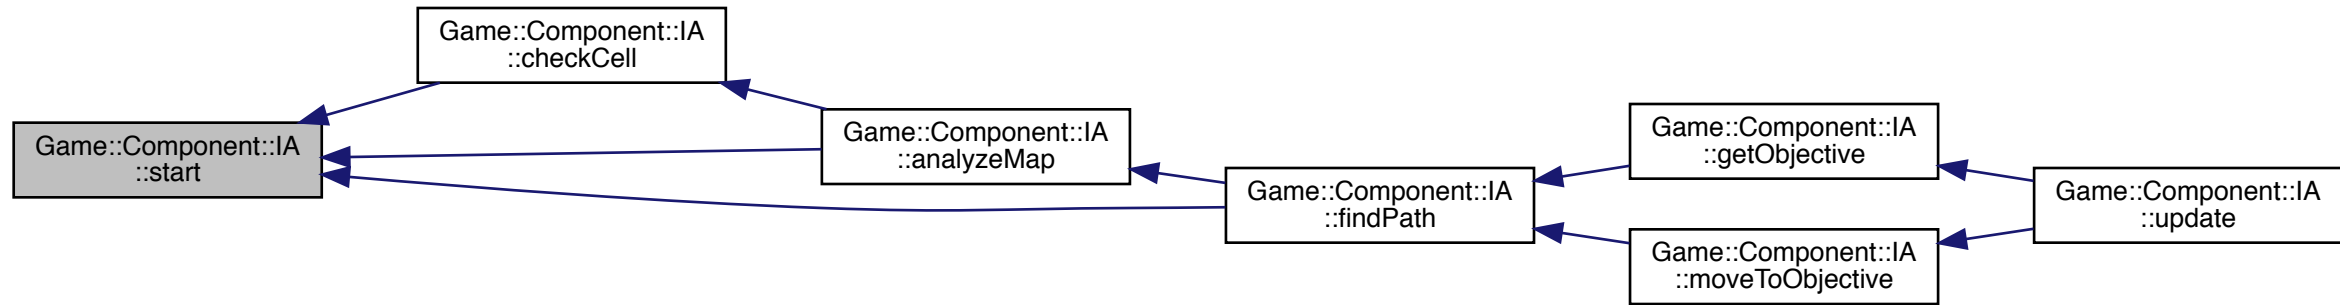 Game::Component::IA
::start
Game::Component::IA
::checkCell
Game::Component::IA
::analyzeMap
Game::Component::IA
::findPath
Game::Component::IA
::getObjective
Game::Component::IA
::moveToObjective
Game::Component::IA
::update